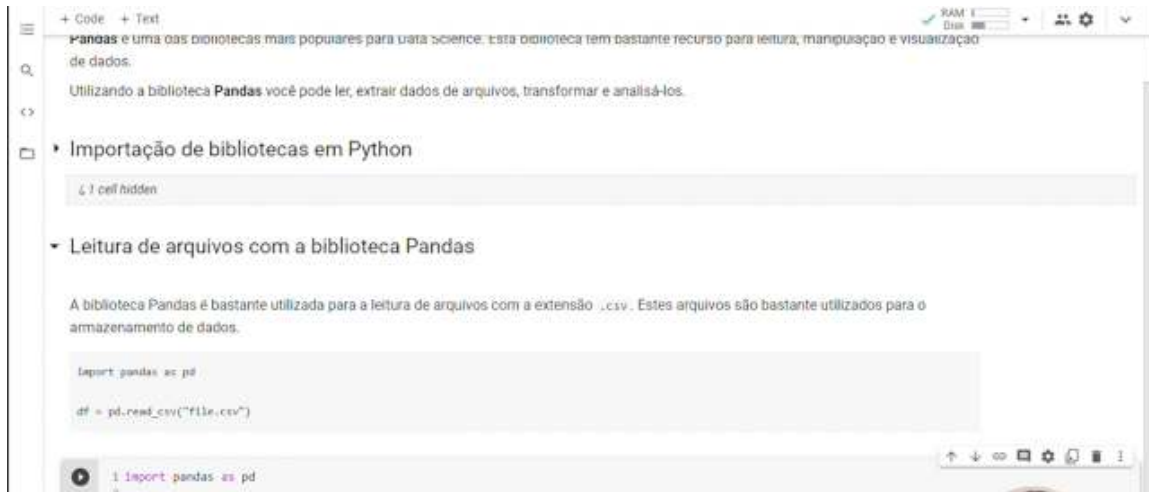 + Code + Text
RAM
Disk
Pandas é uma das bibliotecas mais populares para Data Science. Esta biblioteca tem bastante recurso para leitura, manipulação e visualização
de dados.
Utilizando a biblioteca Pandas você pode ler, extrair dados de arquivos, transformar e analisá-los.
Importação de bibliotecas em Python
↳ 1 cell hidden
Leitura de arquivos com a biblioteca Pandas
A biblioteca Pandas é bastante utilizada para a leitura de arquivos com a extensão .csv. Estes arquivos são bastante utilizados para o
armazenamento de dados.
import pandas as pd
df = pd.read_csv("file.csv")
1 import pandas as pd